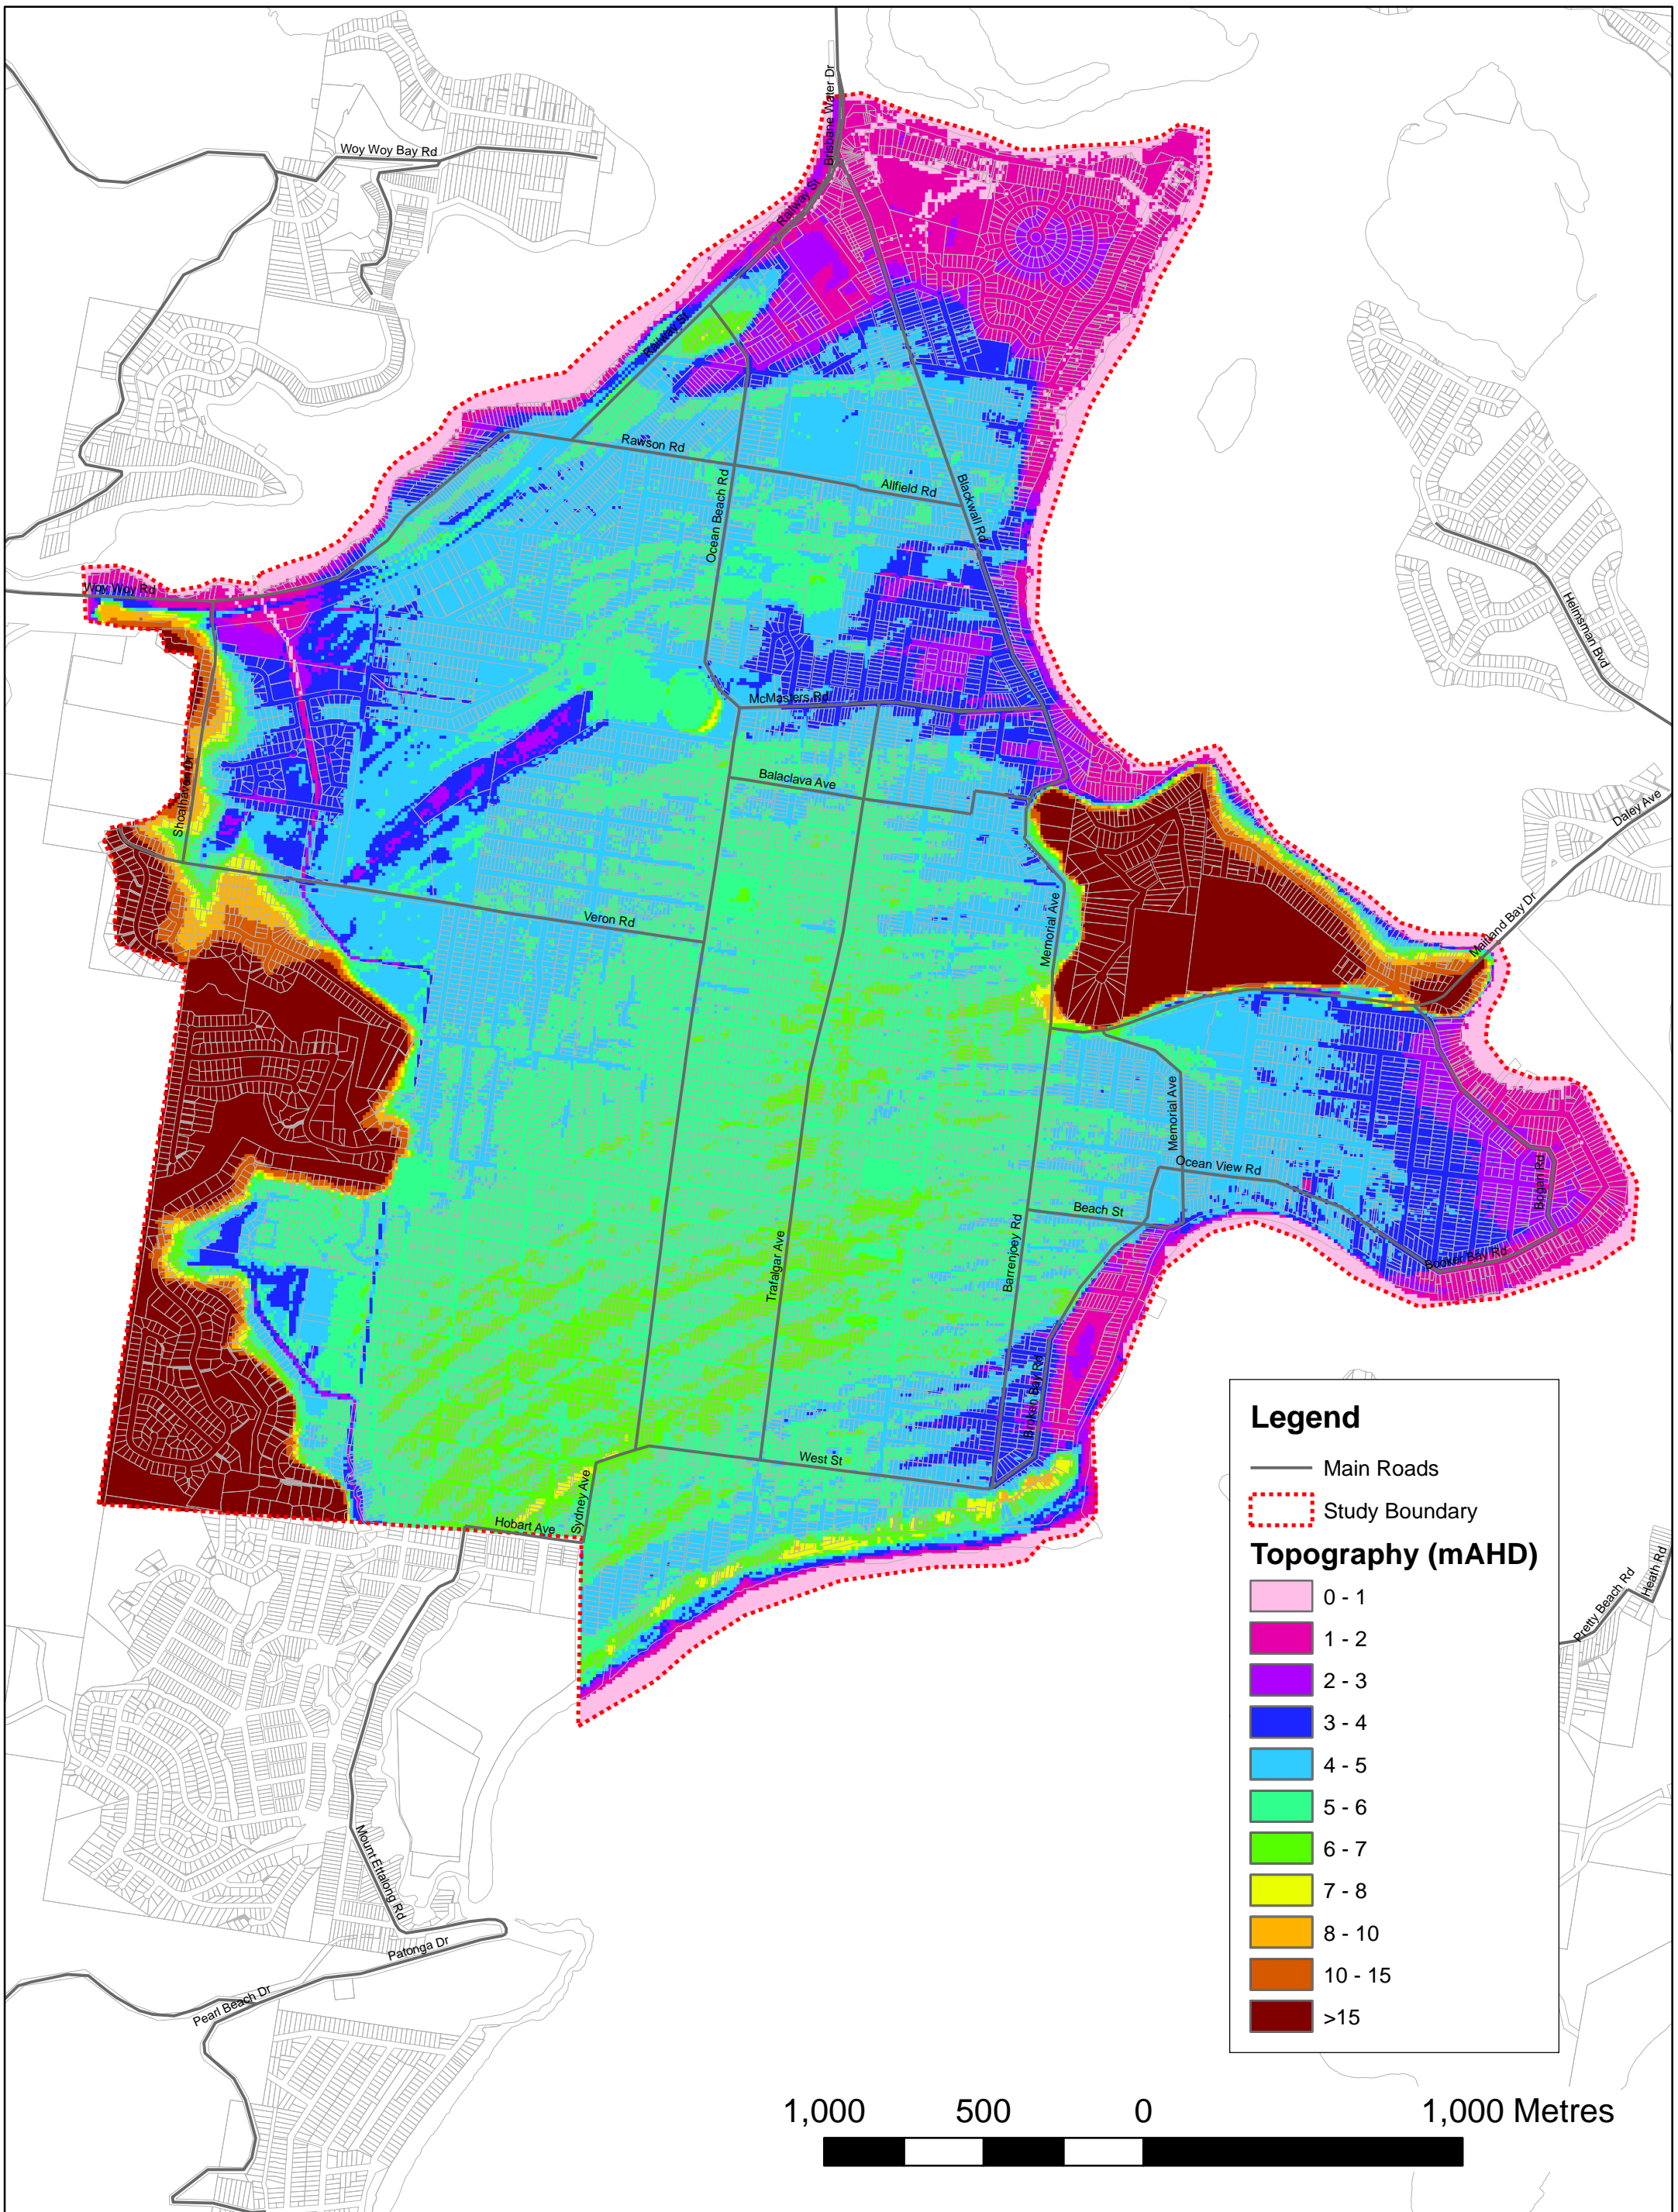 Brisbane Water Dr
Woy Woy Bay Rd
Railway St
Railway St
Rawson Rd
Ocean Beach Rd
Allfield Rd
Blackwall Rd
Woy Woy Rd
Helmsman Bvd
McMasters Rd
Shoalhaven Dr
Balaclava Ave
Daley Ave
Veron Rd
Memorial Ave
Maitland Bay Dr
Memorial Ave
Ocean View Rd
Bogan Rd
Beach St
Barrenjoey Rd
Trafalgar Ave
Booker Bay Rd
Broken Bay Rd
West St
Sydney Ave
Hobart Ave
Legend
Main Roads
Study Boundary
Topography (mAHD)
0 - 1
1 - 2
2 - 3
3 - 4
4 - 5
5 - 6
6 - 7
7 - 8
8 - 10
10 - 15
>15
Heath Rd
Pretty Beach Rd
Mount Ettalong Rd
Patonga Dr
Pearl Beach Dr
1,000 500 0 1,000 Metres